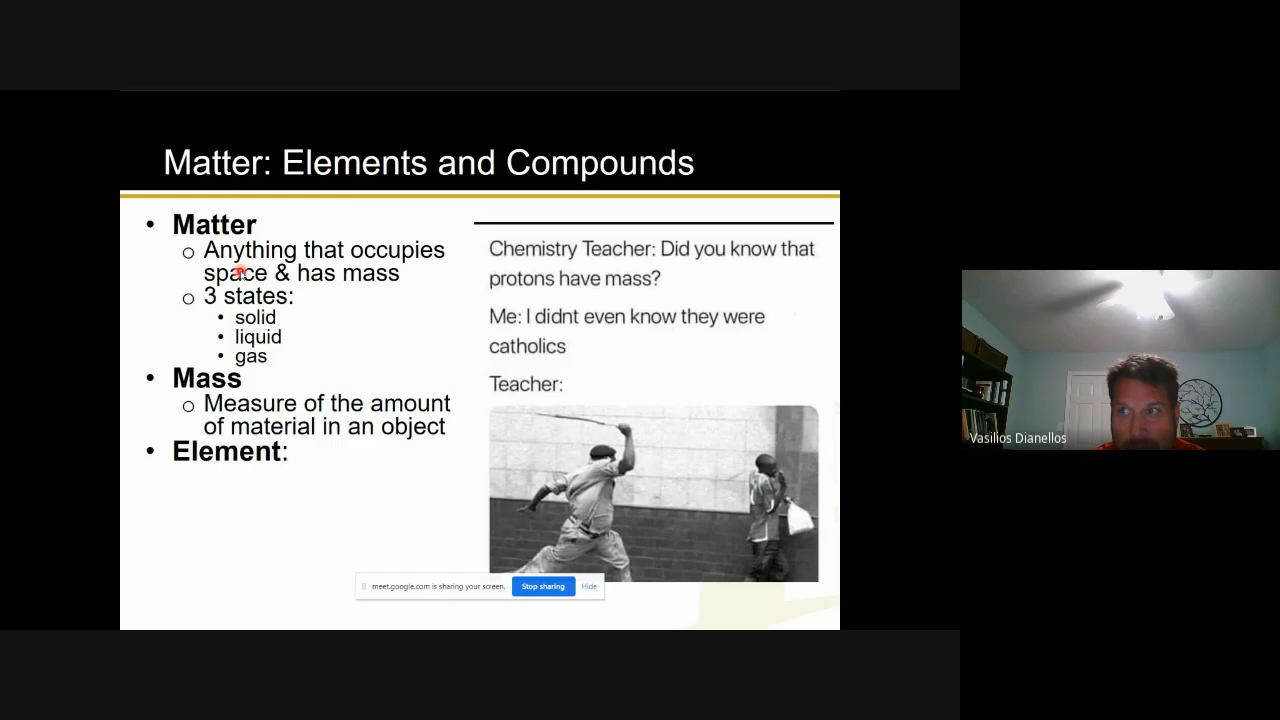 Matter: Elements and Compounds
• Matter
o Anything that occupies
space & has mass
o 3 states:
• solid
• liquid
• gas
• Mass
o Measure of the amount
of material in an object
• Element:
Chemistry Teacher: Did you know that
protons have mass?
Me: I didnt even know they were
catholics
Teacher:
meet.google.com is sharing your screen. Stop sharing Hide
Vasilios Dianellos